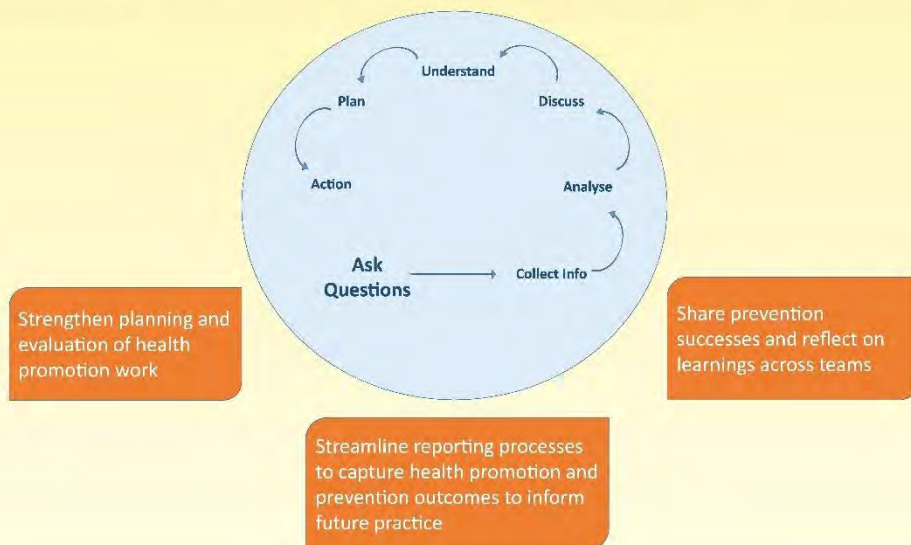 Understand
Plan
Discuss
Action
Analyse
Ask
Questions
Collect Info
Strengthen planning and
evaluation of health
promotion work
Share prevention
successes and reflect on
learnings across teams
Streamline reporting processes
to capture health promotion and
prevention outcomes to inform
future practice